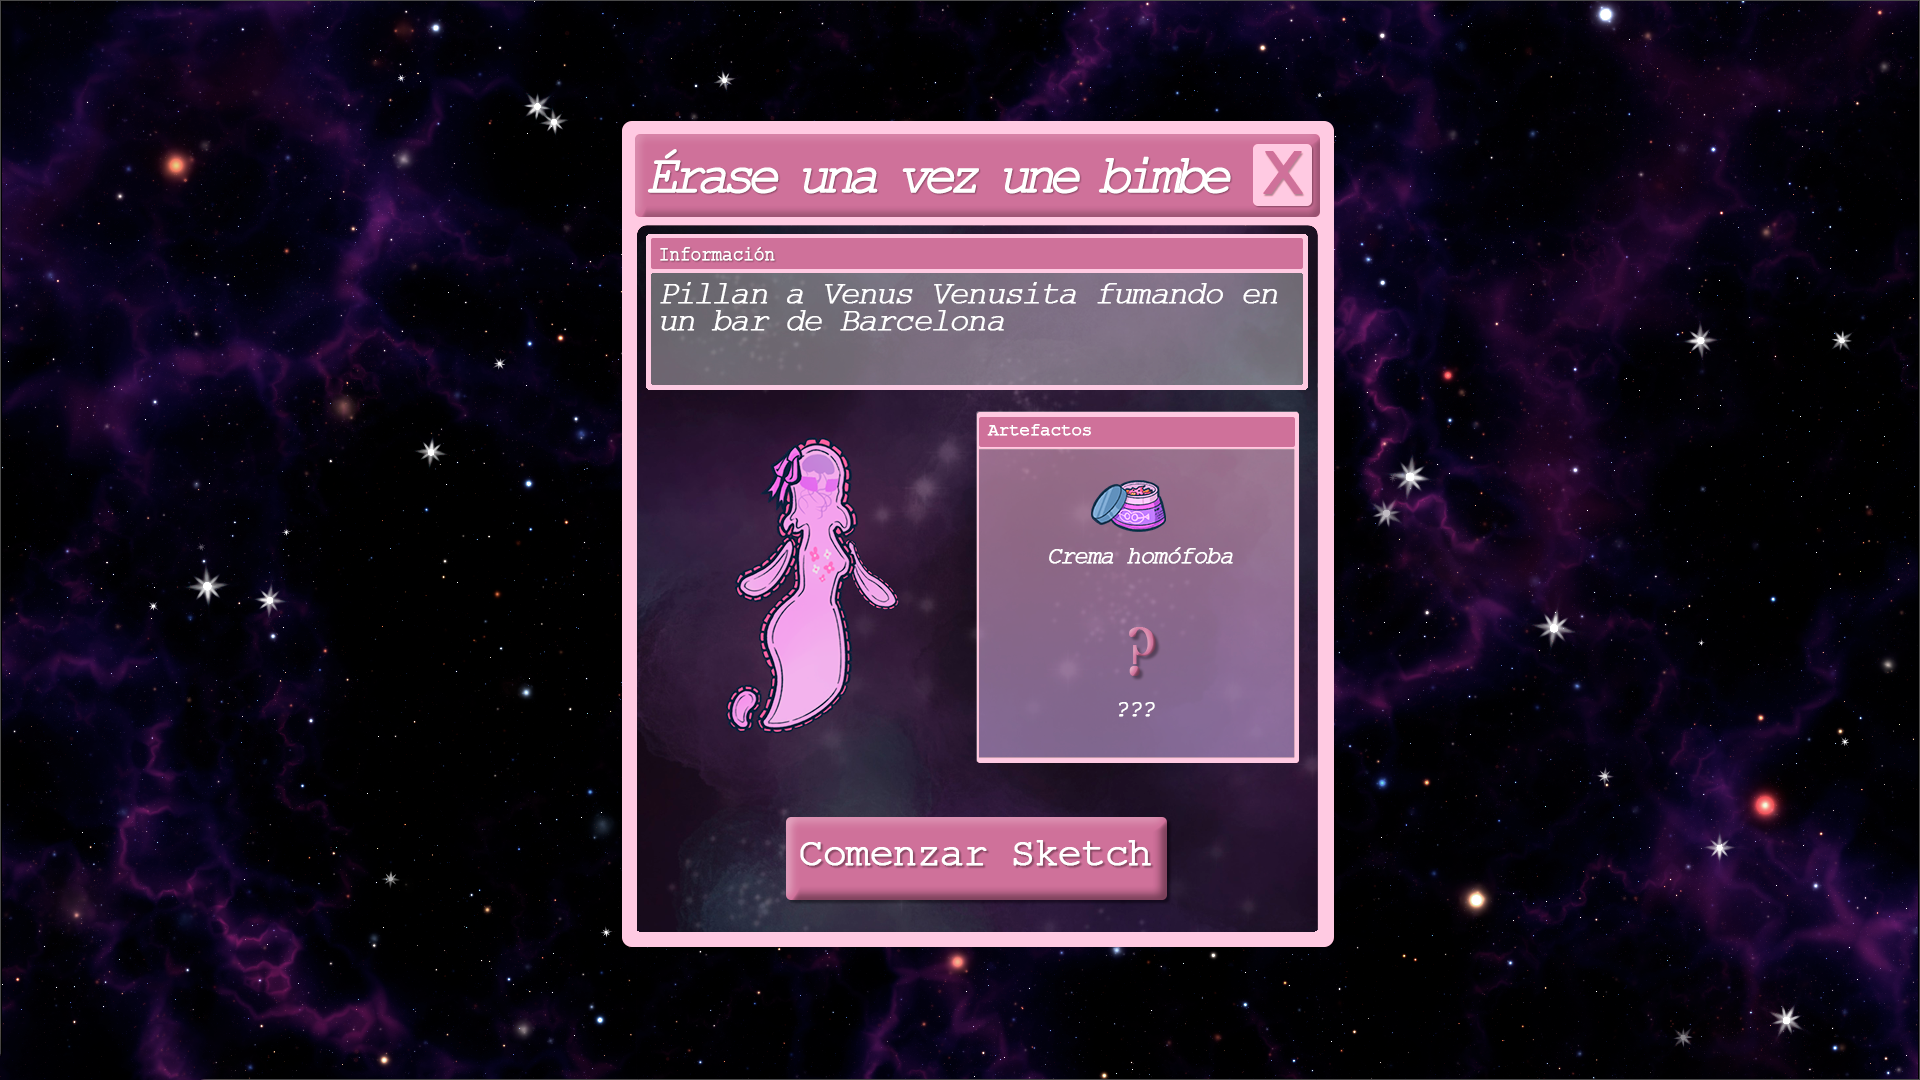 Érase una vez une bimbe
X
Información
Pillan a Venus Venusita fumando en
un bar de Barcelona
Artefactos
Crema homófoba
?
???
Comenzar Sketch